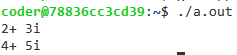 coder@78836cc3cd39:~$ ./a.out
2+ 3i
4+ 5i